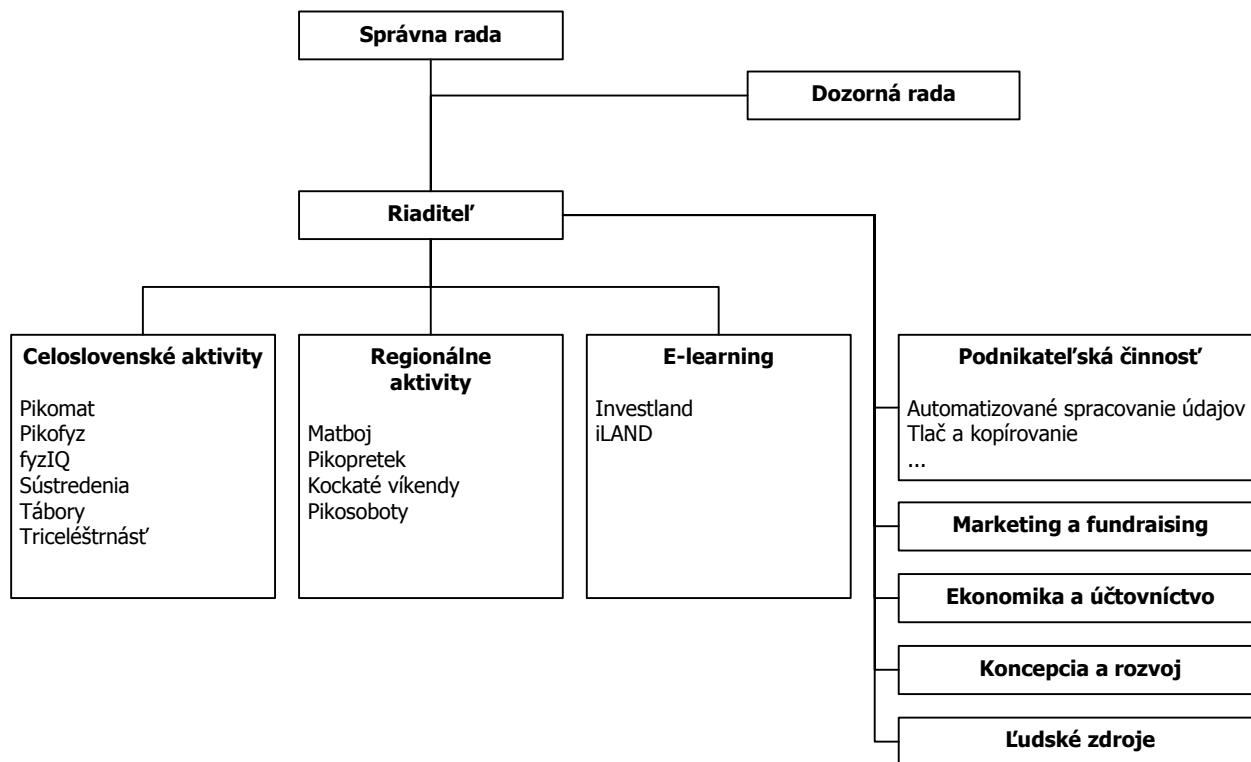 Správna rada
Dozorná rada
Riaditeľ
Celoslovenské aktivity
Pikomat
Pikofyz
fyzIQ
Sústredenia
Tábory
Triceléštrnásť
Regionálne
aktivity
Matboj
Pikopretek
Kockaté víkendy
Pikosoboty
E-learning
Investland
iLAND
Podnikateľská činnosť
Automatizované spracovanie údajov
Tlač a kopírovanie
...
Marketing a fundraising
Ekonomika a účtovníctvo
Koncepcia a rozvoj
Ľudské zdroje